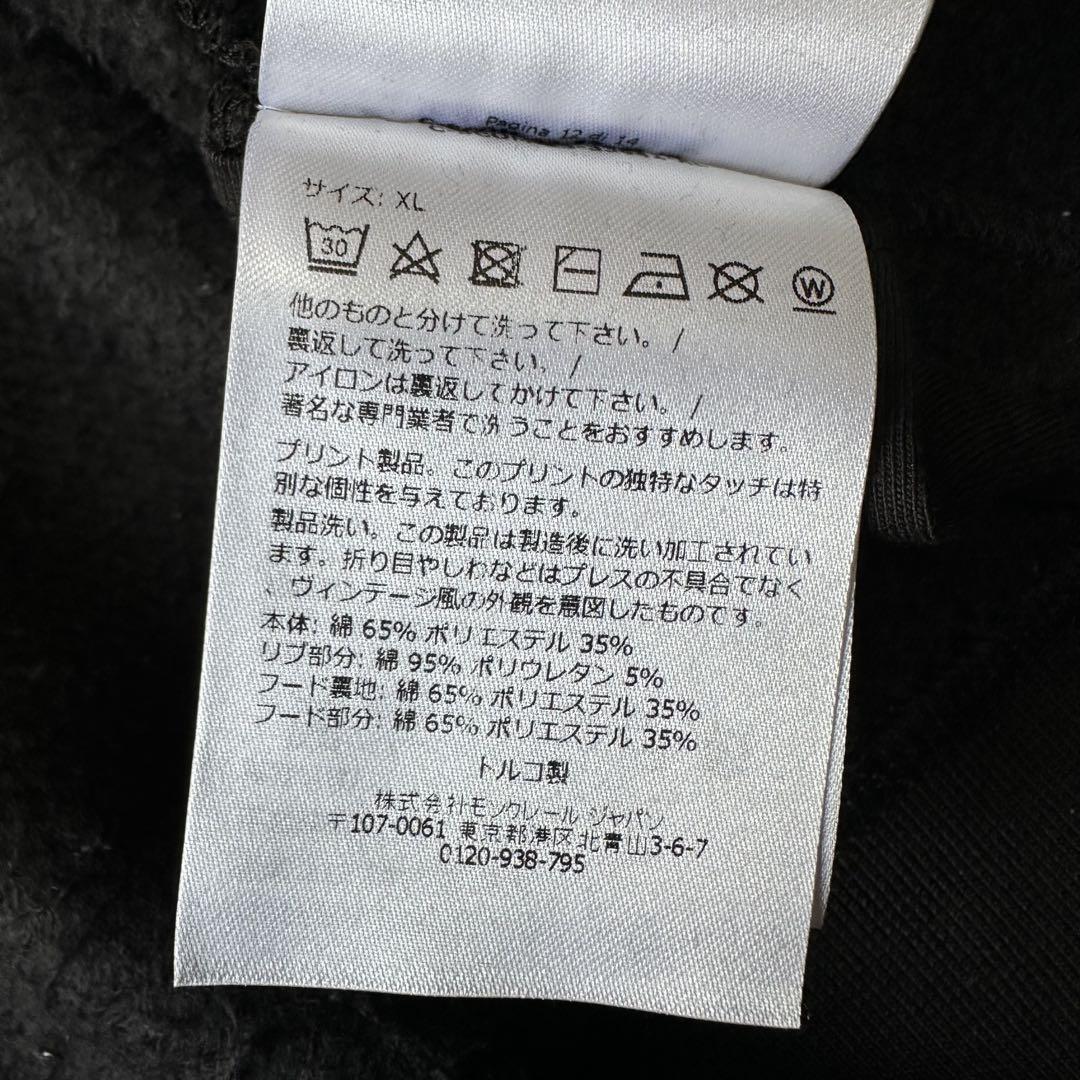 Pagina 12 di 14
サイズ: XL
30
W
他のものと分けて洗って下さい。 /
裏返して洗って下さい。 /
アイロンは裏返してかけて下さい。 /
著名な専門業者で洗うことをおすすめします。
プリント製品。このプリントの独特なタッチは特
別な個性を与えております。
製品洗い。この製品は製造後に洗い加工されてい
ます。折り目やしわなどはプレスの不具合でなく
、ヴィンテージ風の外観を意図したものです。
本体: 綿 65% ポリエステル 35%
リブ部分: 綿 95% ポリウレタン 5%
フード裏地: 綿 65% ポリエステル 35%
フード部分: 綿 65% ポリエステル 35%
トルコ製
株式会社モンクレール ジャパン
〒107-0061 東京都港区北青山3-6-7
0120-938-795